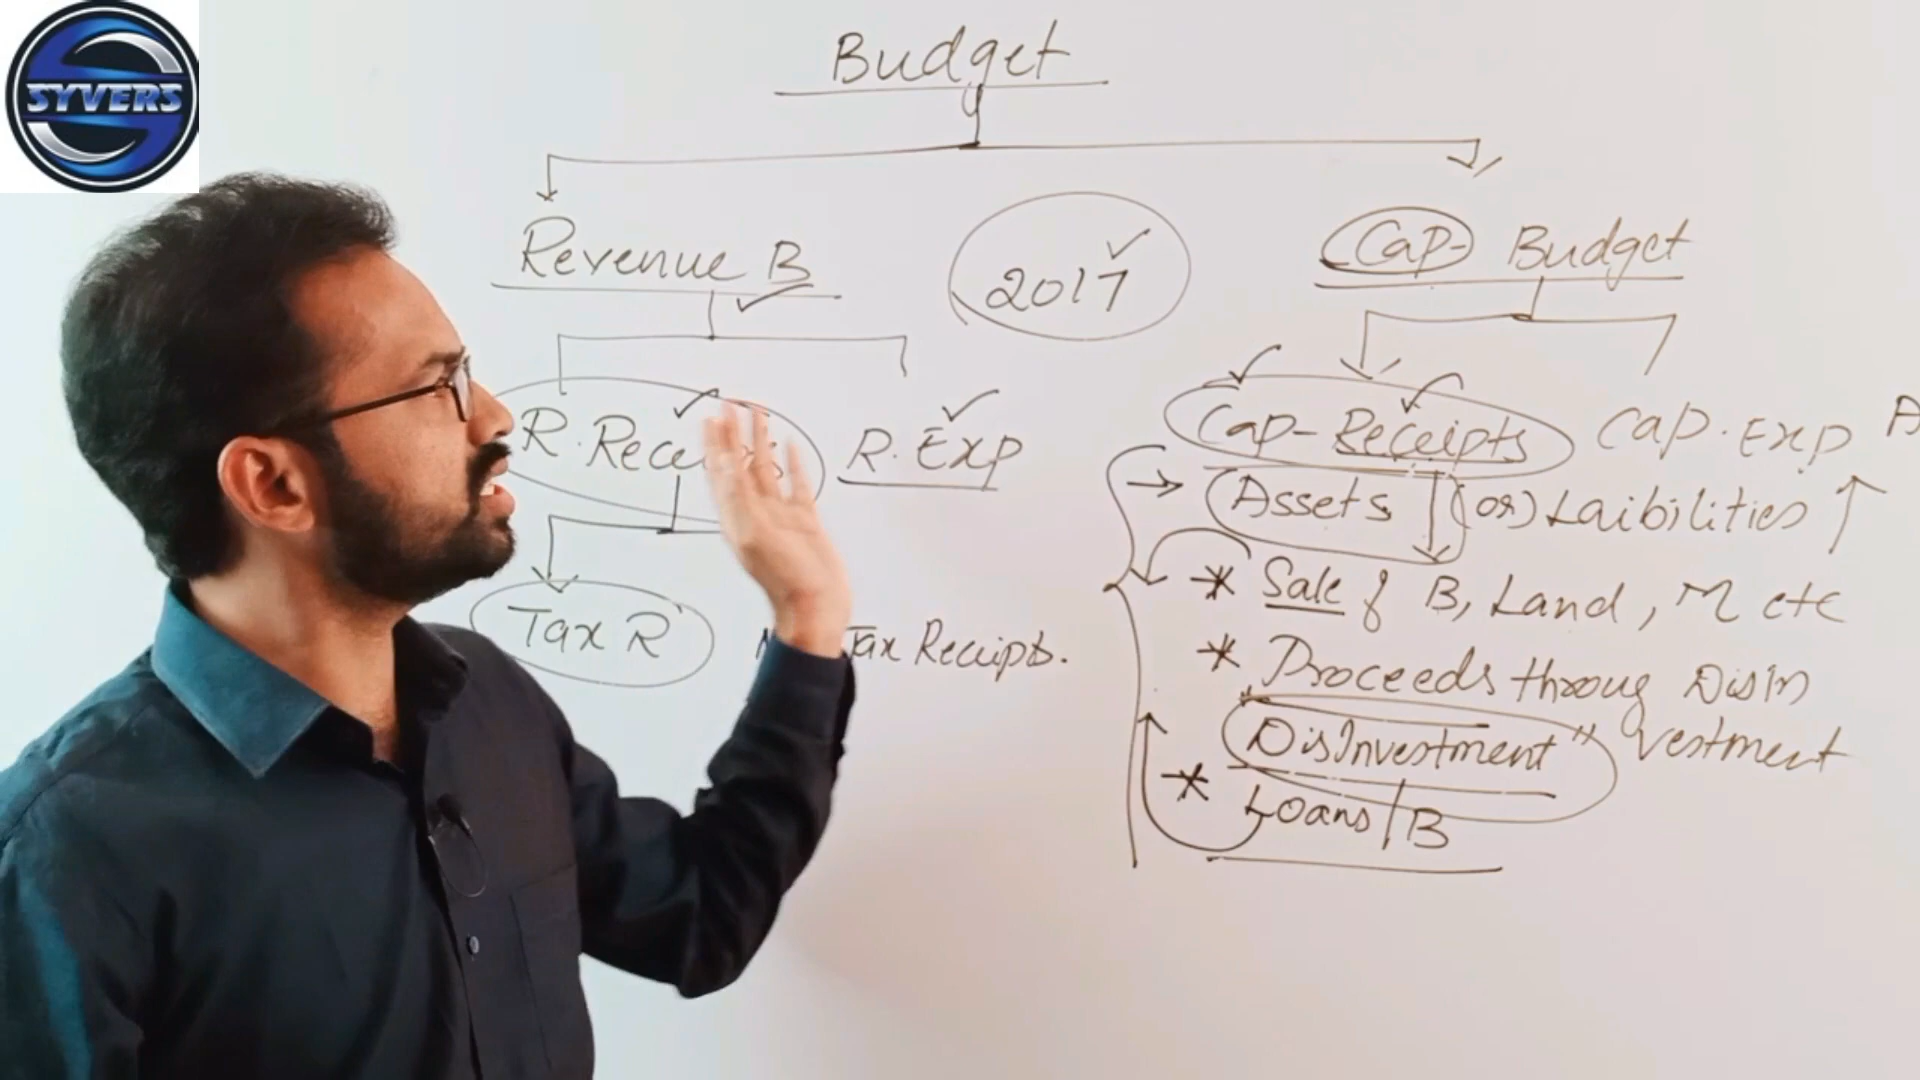 SYVERS
Budget
Revenue B
2017
Cap- Budget
R. Receipts
R. Exp
Cap- Receipts
Cap. Exp
Assets (or) Laibilities
* Sale of B, Land, M etc
Tax R
Tax Receipts.
* Proceeds throug Disin
vestment
"DisInvestment"
* Loans/B